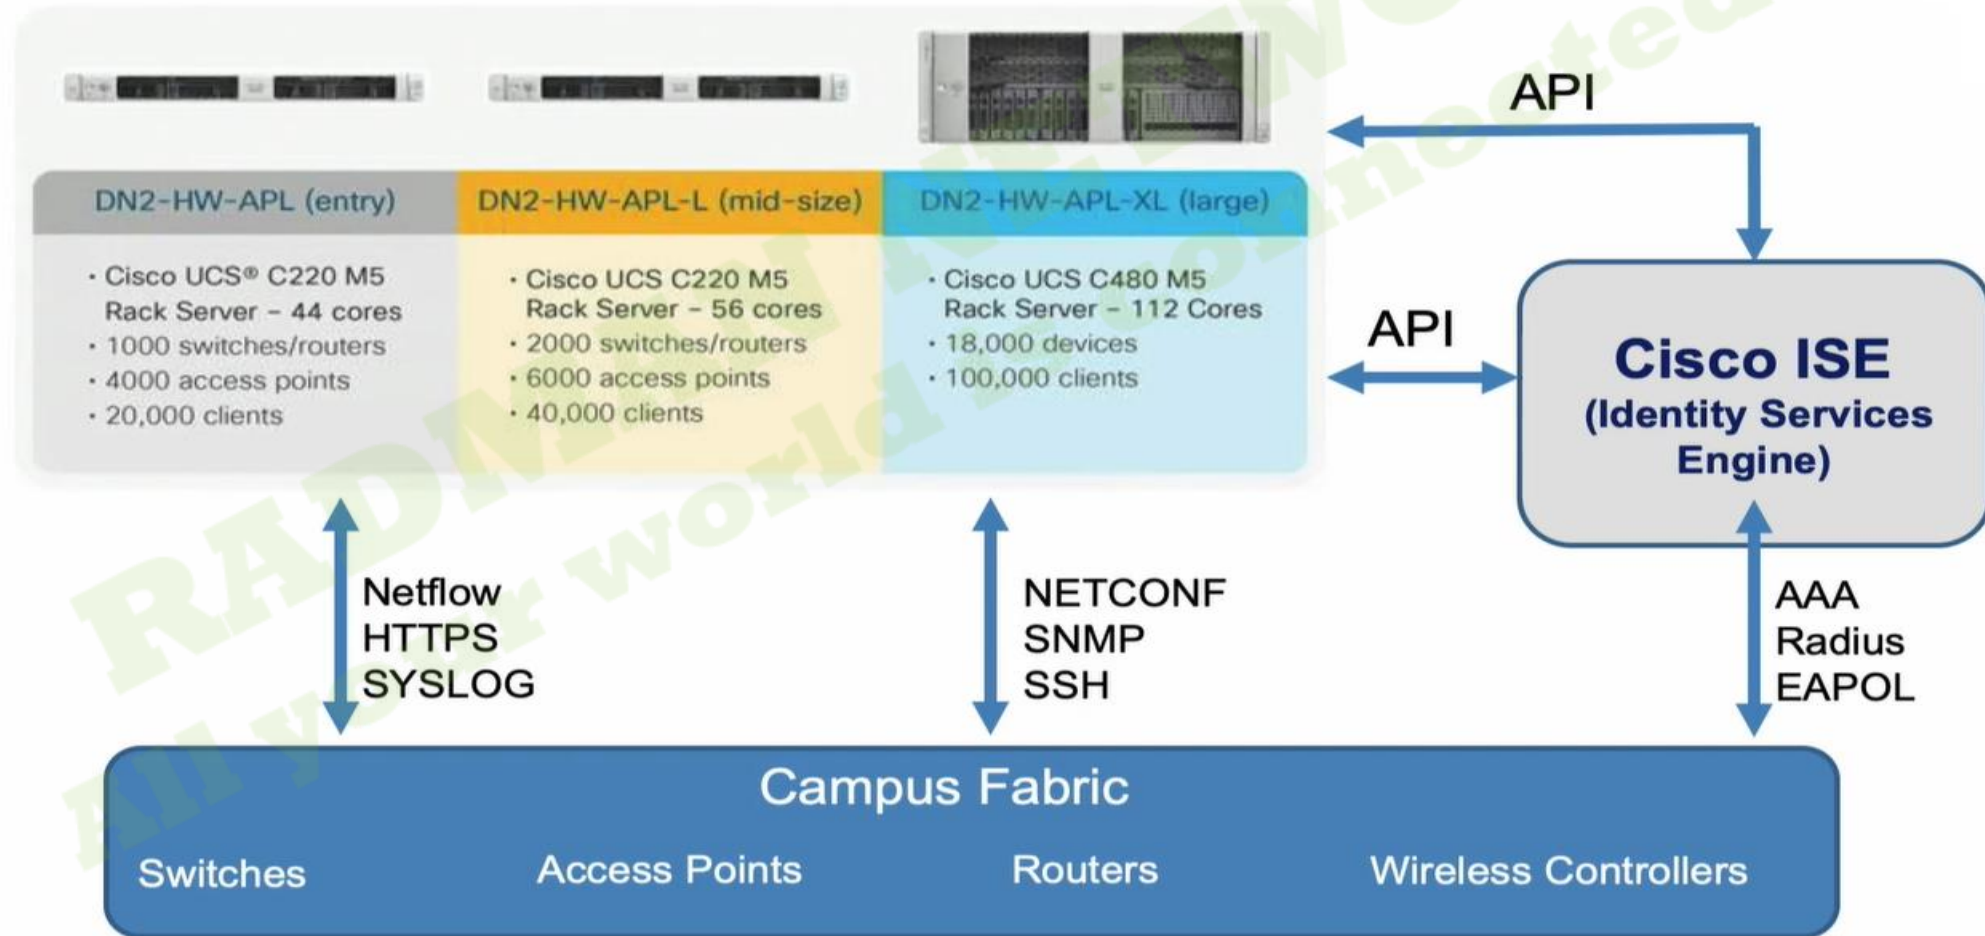 API
DN2-HW-APL (entry)
DN2-HW-APL-L (mid-size)
DN2-HW-APL-XL (large)
· Cisco UCS® C220 M5
Rack Server – 44 cores
· 1000 switches/routers
· 4000 access points
· 20,000 clients
· Cisco UCS C220 M5
Rack Server – 56 cores
· 2000 switches/routers
· 6000 access points
· 40,000 clients
· Cisco UCS C480 M5
Rack Server – 112 Cores
· 18,000 devices
· 100,000 clients
API
Cisco ISE
(Identity Services
Engine)
Netflow
HTTPS
SYSLOG
NETCONF
SNMP
SSH
AAA
Radius
EAPOL
Campus Fabric
Switches
Access Points
Routers
Wireless Controllers
All your world